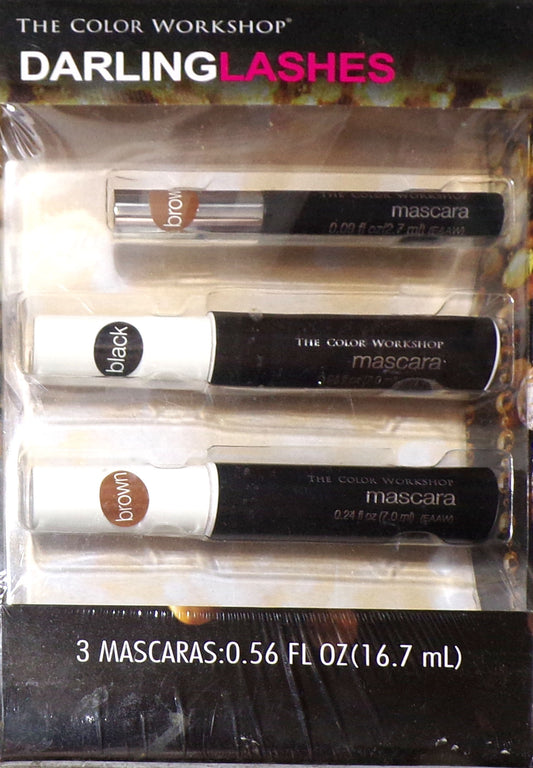 THE COLOR WORKSHOP®
DARLINGLASHES
brown
THE COLOR WORKSHOP
mascara
0.09 fl oz(2.7 ml) (EAAW)
black
THE COLOR WORKSHOP
mascara
brown
THE COLOR WORKSHOP
mascara
0.24 fl oz (7.0 ml) (EAAW)
3 MASCARAS:0.56 FL OZ(16.7 mL)